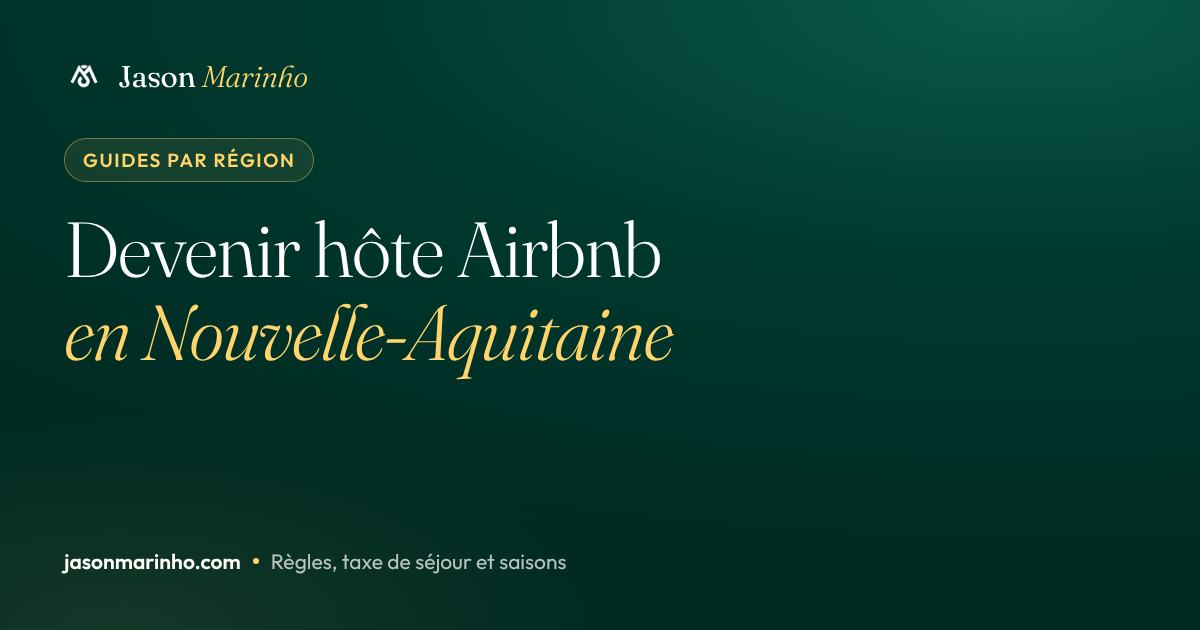 Jason Marinho
GUIDES PAR RÉGION
Devenir hôte Airbnb
en Nouvelle-Aquitaine
jasonmarinho.com • Règles, taxe de séjour et saisons